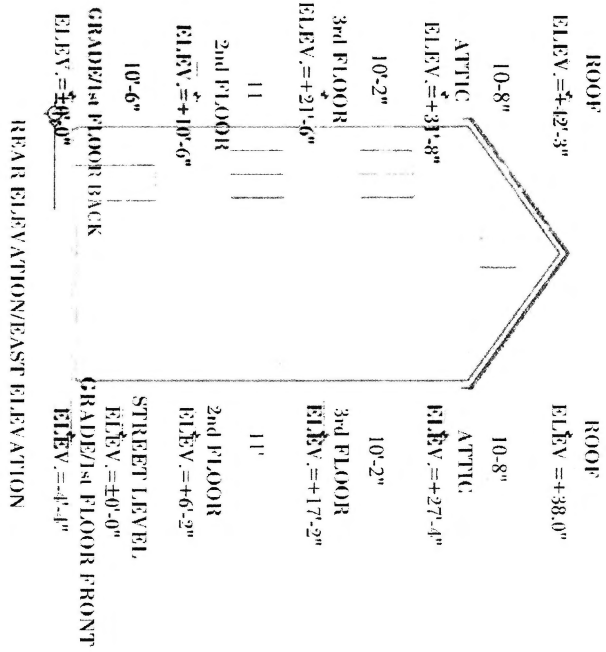 ROOF
ELEV.=+42'-3"
10-8"
ATTIC
ELEV.=+31'-8"
10'-2"
3rd FLOOR
ELEV.=+21'-6"
11
2nd FLOOR
ELEV.=+10'-6"
10'-6"
GRADE/1st FLOOR BACK
ELEV.=±0'-0"
ROOF
ELEV.=+38.0"
10-8"
ATTIC
ELEV.=+27'-4"
10'-2"
3rd FLOOR
ELEV.=+17'-2"
11'
2nd FLOOR
ELEV.=+6'-2"
STREET LEVEL
ELEV.=±0'-0"
GRADE/1st FLOOR FRONT
ELEV.=-4'-4"
REAR ELEVATION/EAST ELEVATION